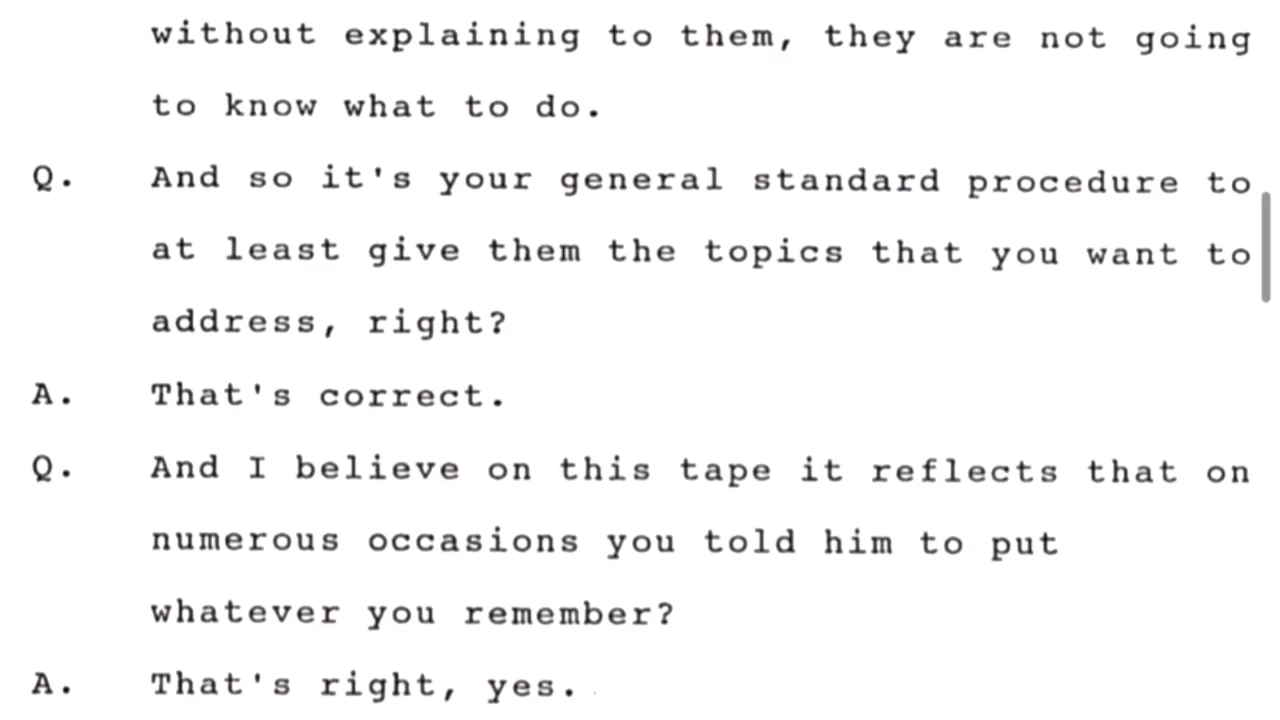 without explaining to them, they are not going
to know what to do.
Q. And so it's your general standard procedure to
at least give them the topics that you want to
address, right?
A. That's correct.
Q. And I believe on this tape it reflects that on
numerous occasions you told him to put
whatever you remember?
A. That's right, yes.